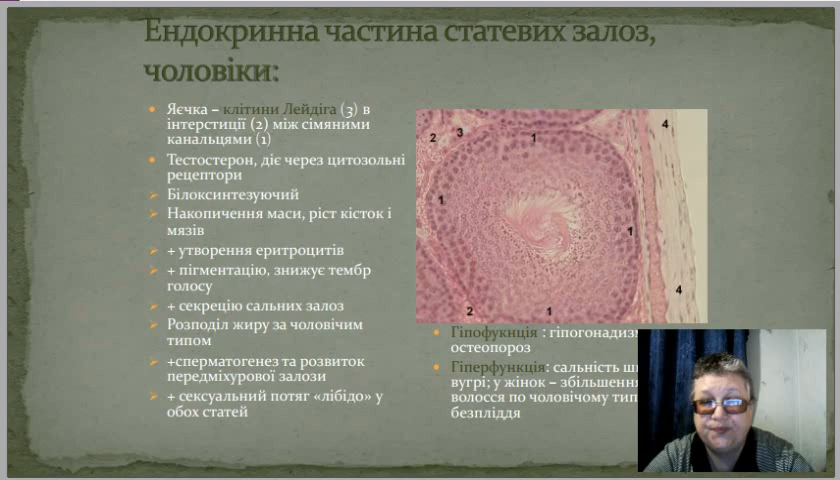 Ендокринна частина статевих залоз,
чоловіки:
Яєчка – клітини Лейдіга (3) в
інтерстиції (2) між сімяними
канальцями (1)
Тестостерон, діє через цитозольні
рецептори
Білоксинтезуючий
Накопичення маси, ріст кісток і
мязів
+ утворення еритроцитів
+ пігментацію, знижує тембр
голосу
+ секрецію сальних залоз
Розподіл жиру за чоловічим
типом
+сперматогенез та розвиток
передміхурової залози
+ сексуальний потяг «лібідо» у
обох статей
2 3 1 4
1 1
2 1 4
Гіпофукнція : гіпогонадизм
остеопороз
Гіперфункція: сальність
вугрі; у жінок – збільшення
волосся по чоловічому
безпліддя